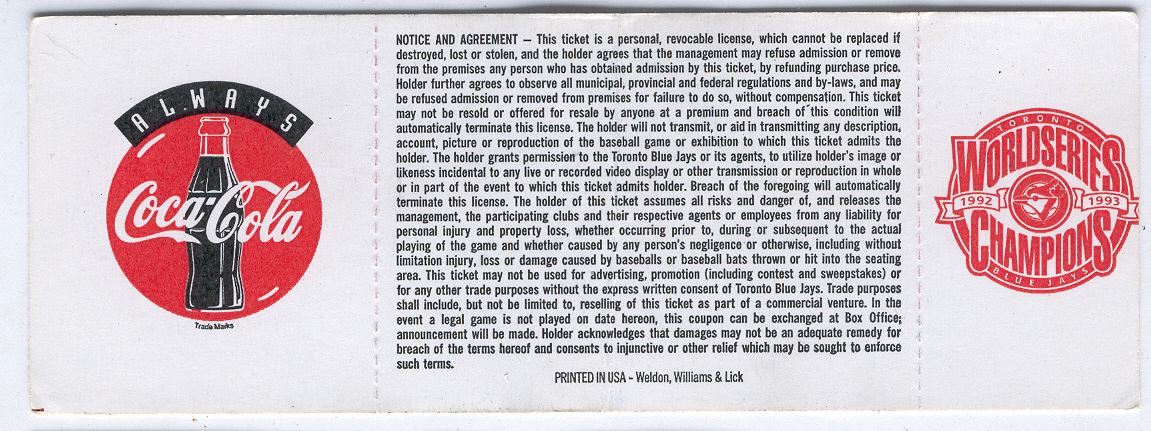 ALWAYS
Coca-Cola
Trade Marks
NOTICE AND AGREEMENT – This ticket is a personal, revocable license, which cannot be replaced if
destroyed, lost or stolen, and the holder agrees that the management may refuse admission or remove
from the premises any person who has obtained admission by this ticket, by refunding purchase price.
Holder further agrees to observe all municipal, provincial and federal regulations and by-laws, and may
be refused admission or removed from premises for failure to do so, without compensation. This ticket
may not be resold or offered for resale by anyone at a premium and breach of this condition will
automatically terminate this license. The holder will not transmit, or aid in transmitting any description,
account, picture or reproduction of the baseball game or exhibition to which this ticket admits the
holder. The holder grants permission to the Toronto Blue Jays or its agents, to utilize holder's image or
likeness incidental to any live or recorded video display or other transmission or reproduction in whole
or in part of the event to which this ticket admits holder. Breach of the foregoing will automatically
terminate this license. The holder of this ticket assumes all risks and danger of, and releases the
management, the participating clubs and their respective agents or employees from any liability for
personal injury and property loss, whether occurring prior to, during or subsequent to the actual
playing of the game and whether caused by any person's negligence or otherwise, including without
limitation injury, loss or damage caused by baseballs or baseball bats thrown or hit into the seating
area. This ticket may not be used for advertising, promotion (including contest and sweepstakes) or
for any other trade purposes without the express written consent of Toronto Blue Jays. Trade purposes
shall include, but not be limited to, reselling of this ticket as part of a commercial venture. In the
event a legal game is not played on date hereon, this coupon can be exchanged at Box Office;
announcement will be made. Holder acknowledges that damages may not be an adequate remedy for
breach of the terms hereof and consents to injunctive or other relief which may be sought to enforce
such terms.
PRINTED IN USA - Weldon, Williams & Lick
TORONTO
WORLD SERIES
1992 1993
CHAMPIONS
BLUE JAYS